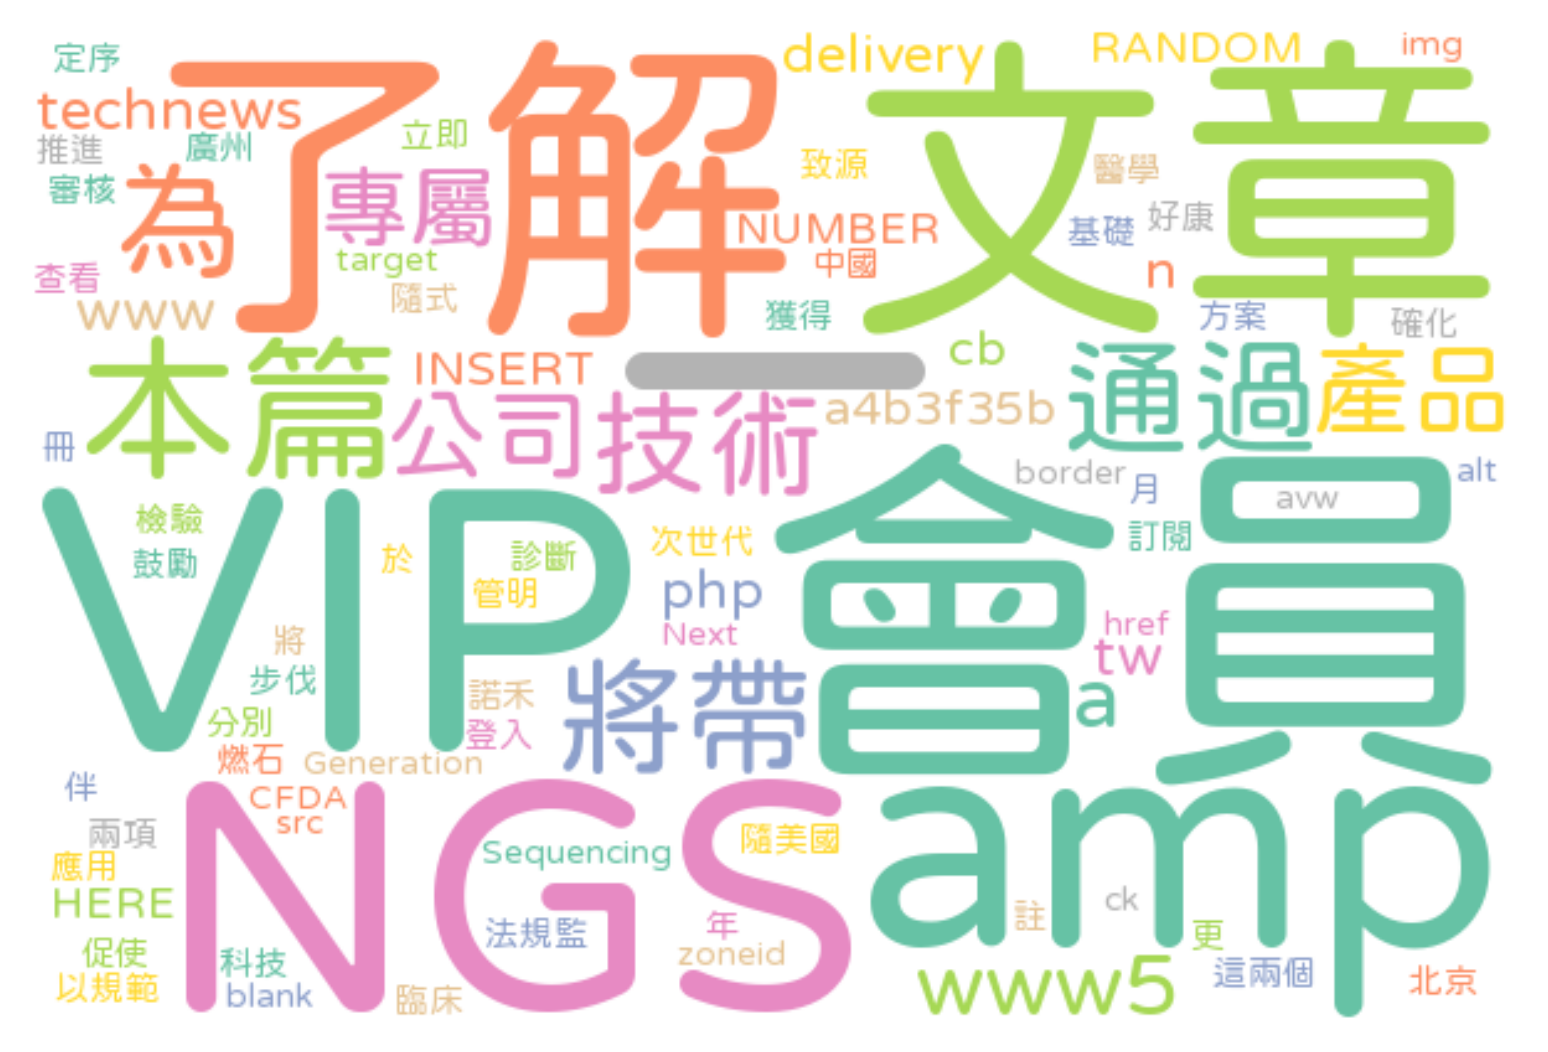 定序
delivery
RANDOM
img
technews
了解
文章
推進
廣州
立即
審核
為
專屬
致源
醫學
NUMBER
基礎
好康
查看
target
中國
n
www
隨式
獲得
方案
確化
本篇
INSERT
_
cb
通過
產品
公司
技術
a4b3f35b
冊
border
月
avw
alt
VIP
會員
檢驗
鼓勵
於
診斷
管明
次世代
訂閱
php
Next
href
tw
將
步伐
諾禾
將帶
a
分別
登入
燃石
Generation
伴
NGS
amp
CFDA
src
兩項
應用
Sequencing
隨美國
HERE
法規監
年
註
ck
更
促使
科技
zoneid
以規範
blank
臨床
www5
這兩個
北京